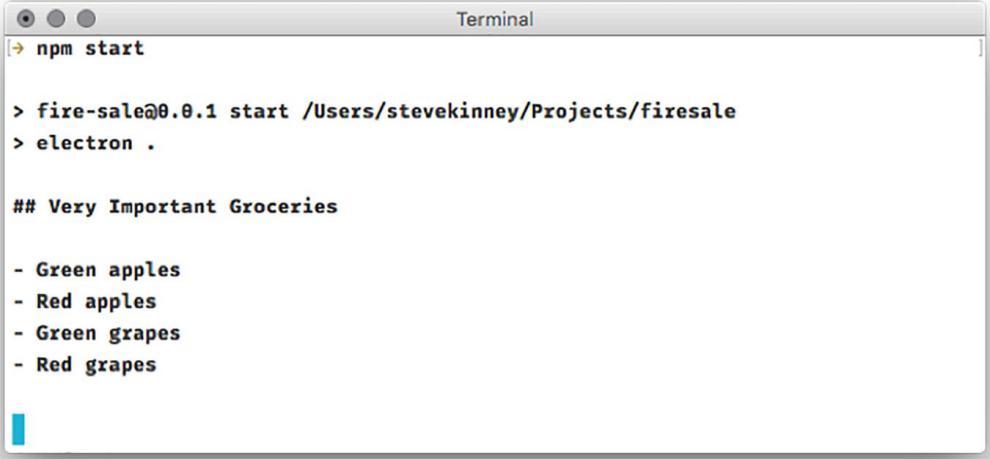 Terminal
[→ npm start ]
> fire-sale@0.0.1 start /Users/stevekinney/Projects/firesale
> electron .
## Very Important Groceries
- Green apples
- Red apples
- Green grapes
- Red grapes